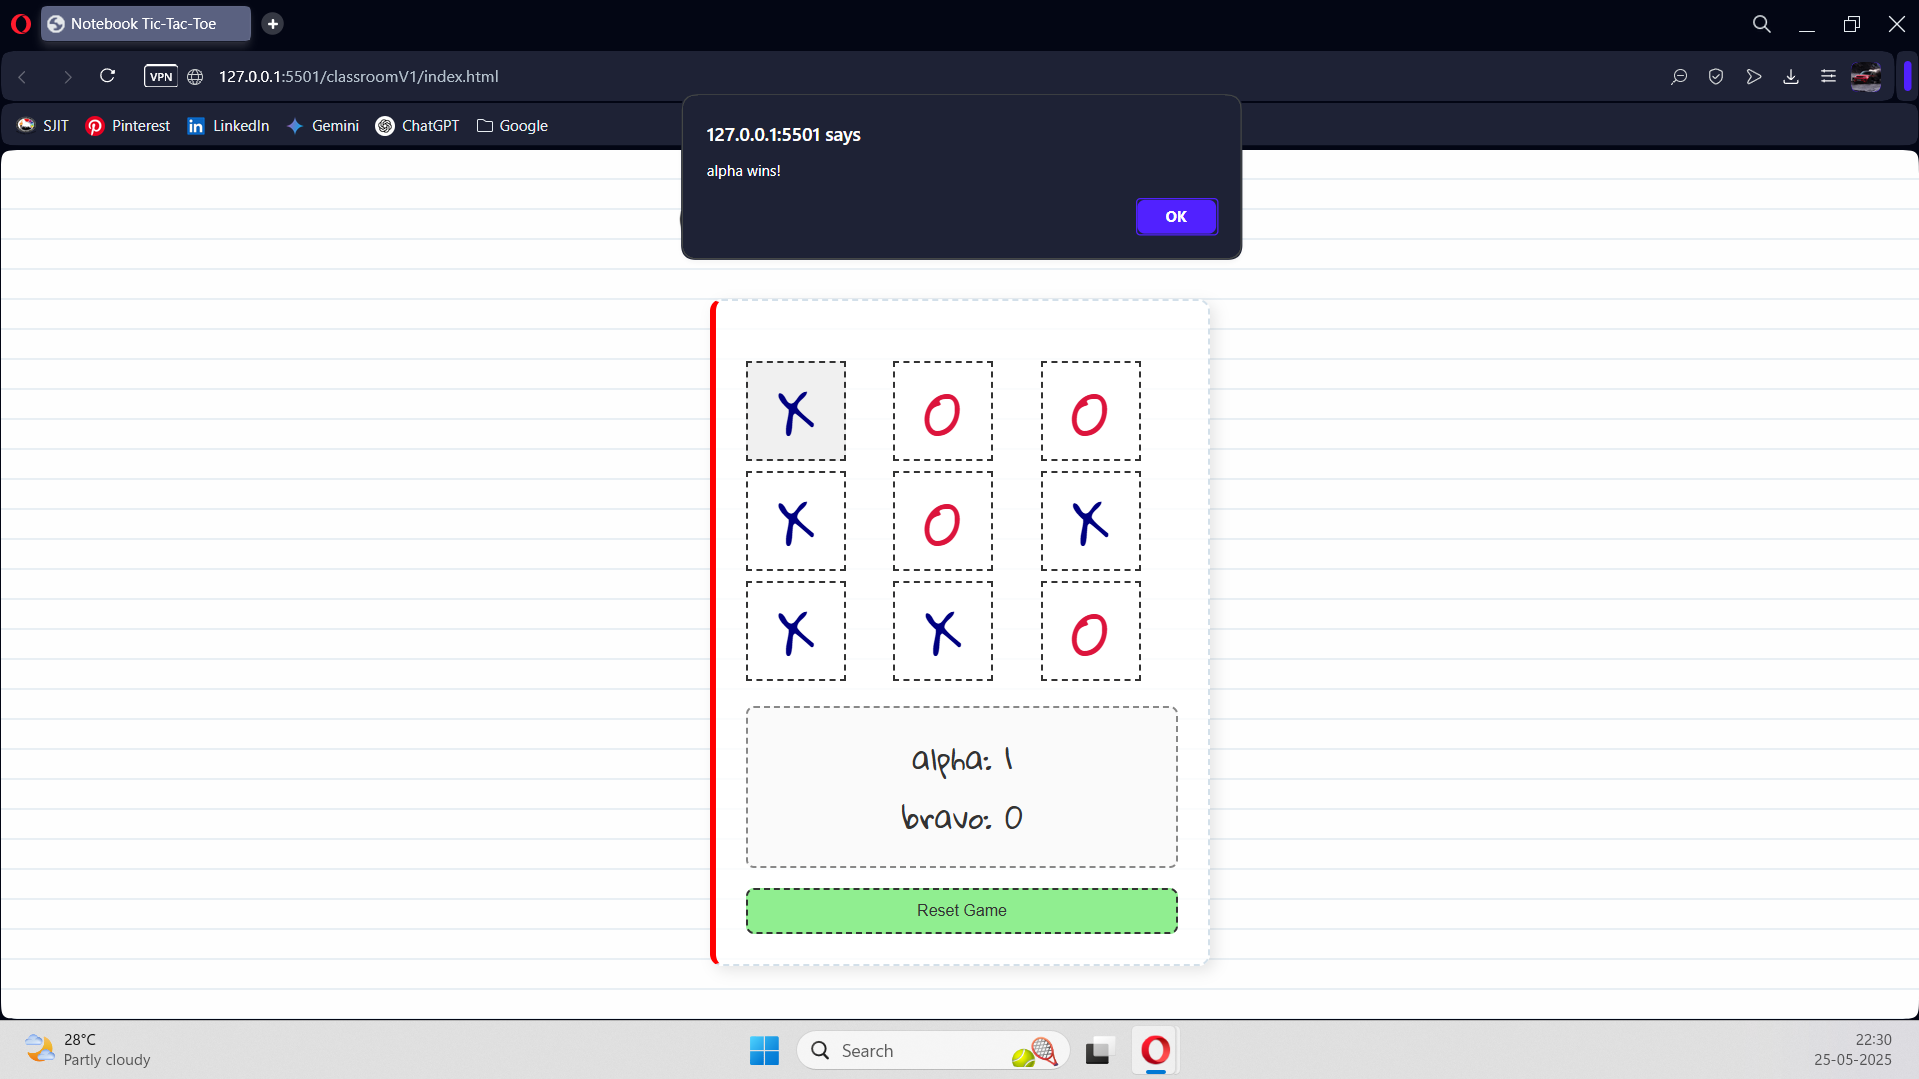 Notebook Tic-Tac-Toe
VPN 127.0.0.1:5501/classroomV1/index.html
SJIT Pinterest LinkedIn Gemini ChatGPT Google
127.0.0.1:5501 says
alpha wins!
OK
X O O
X O X
X X O
alpha: 1
bravo: 0
Reset Game
28°C
Partly cloudy
Search
22:30
25-05-2025